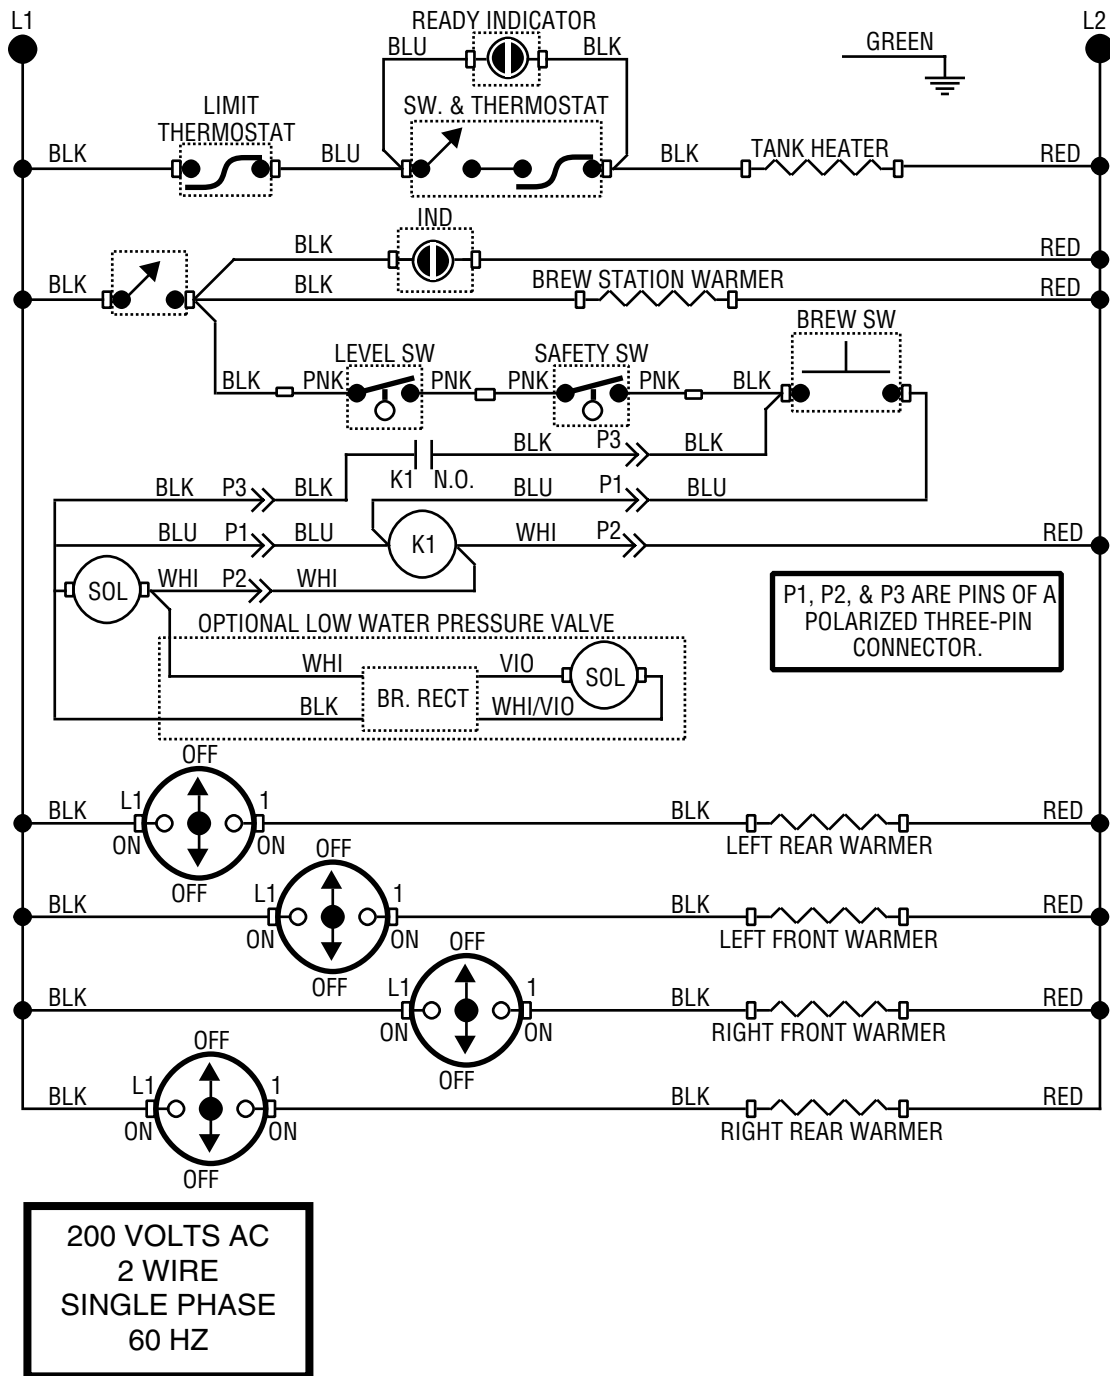 L1
READY INDICATOR
L2
BLU
BLK
GREEN
LIMIT
THERMOSTAT
SW. & THERMOSTAT
BLK
BLU
BLK
TANK HEATER
RED
IND
BLK
RED
BLK
BLK
BREW STATION WARMER
RED
BREW SW
LEVEL SW
SAFETY SW
BLK
PNK
PNK
PNK
PNK
BLK
K1 N.O.
BLK
P3
BLK
BLK
P3
BLK
BLU
P1
BLU
BLU
P1
BLU
K1
WHI
P2
RED
SOL
WHI
P2
WHI
P1, P2, & P3 ARE PINS OF A
POLARIZED THREE-PIN
CONNECTOR.
OPTIONAL LOW WATER PRESSURE VALVE
WHI
BR. RECT
VIO
SOL
BLK
WHI/VIO
OFF
BLK
L1
1
BLK
RED
ON
ON
LEFT REAR WARMER
OFF
OFF
BLK
L1
1
BLK
RED
ON
ON
LEFT FRONT WARMER
OFF
OFF
BLK
L1
1
BLK
RED
ON
ON
RIGHT FRONT WARMER
OFF
OFF
BLK
L1
1
BLK
RED
ON
ON
RIGHT REAR WARMER
OFF
200 VOLTS AC
2 WIRE
SINGLE PHASE
60 HZ